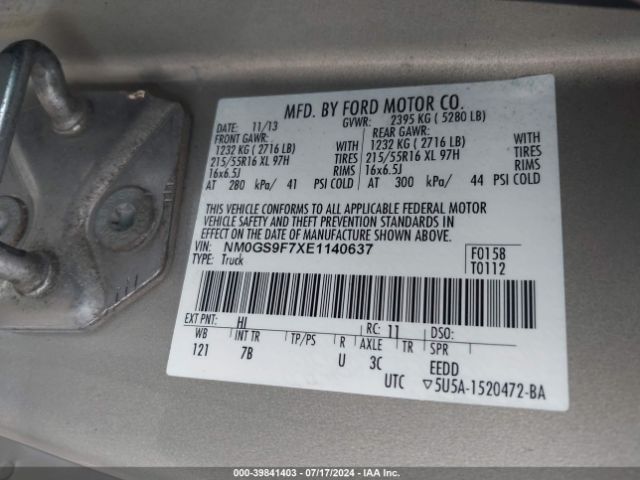 MFD. BY FORD MOTOR CO.
DATE: 11/13 GVWR: 2395 KG ( 5280 LB)
FRONT GAWR: REAR GAWR:
1232 KG ( 2716 LB) WITH 1232 KG ( 2716 LB) WITH
215/55R16 XL 97H TIRES 215/55R16 XL 97H TIRES
16x6.5J RIMS 16x6.5J RIMS
AT 280 kPa/ 41 PSI COLD AT 300 kPa/ 44 PSI COLD
THIS VEHICLE CONFORMS TO ALL APPLICABLE FEDERAL MOTOR
VEHICLE SAFETY AND THEFT PREVENTION STANDARDS IN
EFFECT ON THE DATE OF MANUFACTURE SHOWN ABOVE.
VIN: NM0GS9F7XE1140637 F0158
TYPE: Truck T0112
EXT PNT: HI RC: 11 DSO:
WB INT TR TP/PS R AXLE TR SPR
121 7B U 3C EEDD
UTC ▽5U5A-1520472-BA
000-39841403 - 07/17/2024 - IAA Inc.